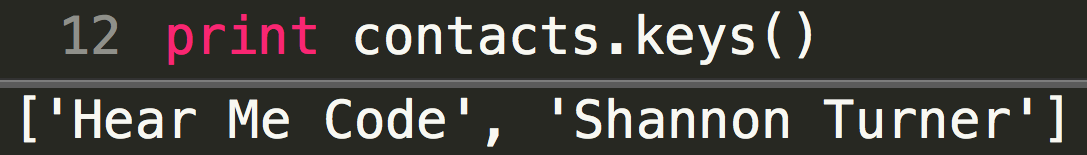 12 print contacts.keys()
['Hear Me Code', 'Shannon Turner']